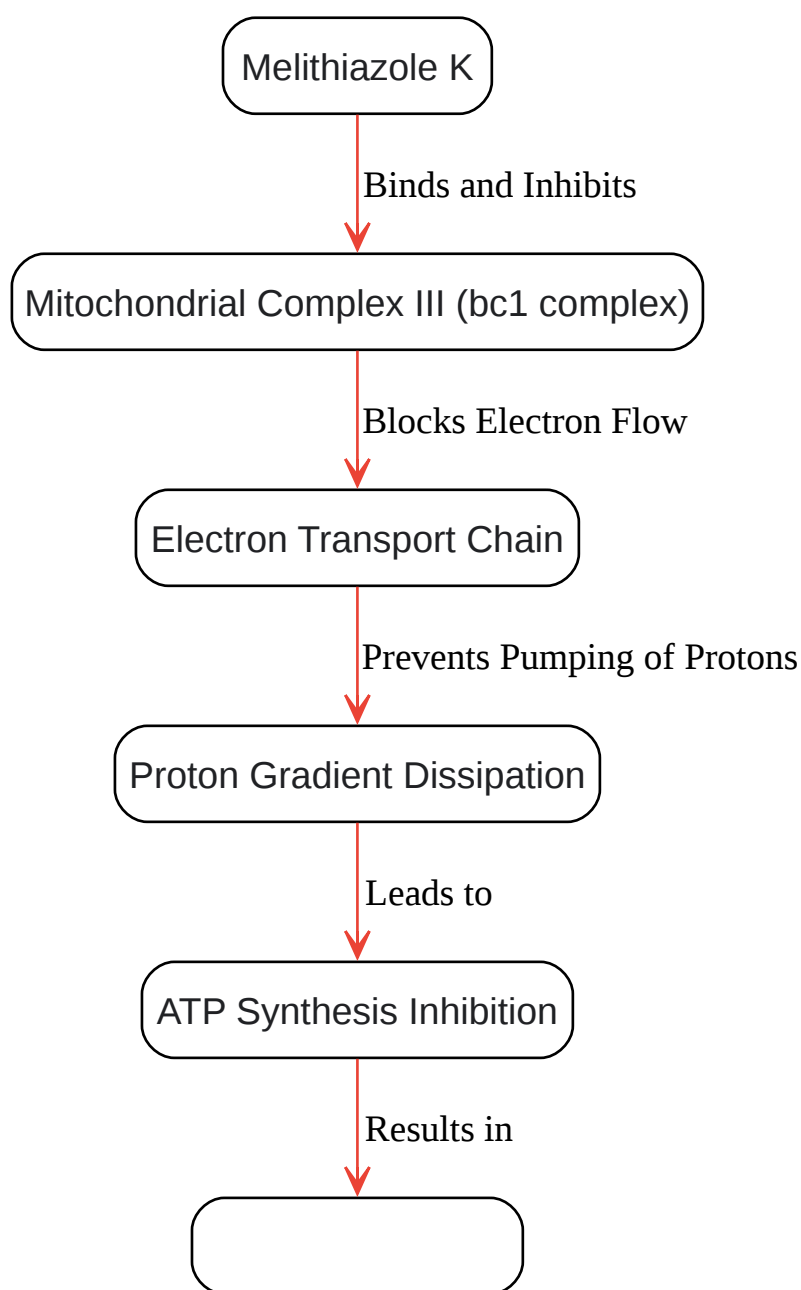 Melithiazole K
Binds and Inhibits
Mitochondrial Complex III (bc1 complex)
Blocks Electron Flow
Electron Transport Chain
Prevents Pumping of Protons
Proton Gradient Dissipation
Leads to
ATP Synthesis Inhibition
Results in